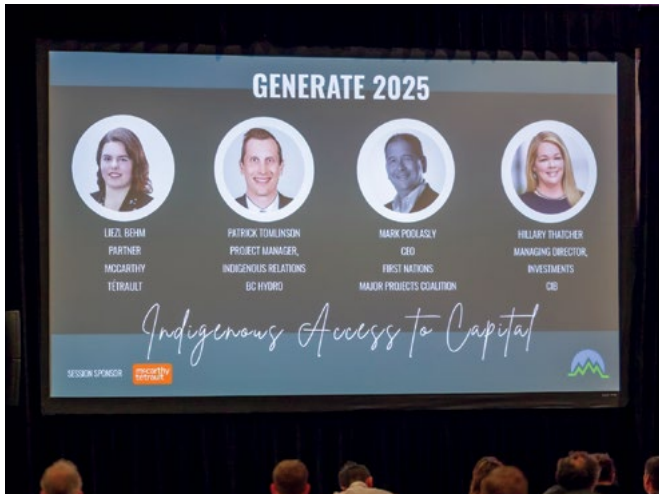 GENERATE 2025
LIEZL BEHM
PARTNER
MCCARTHY
TÉTRAULT
PATRICK TOMLINSON
PROJECT MANAGER,
INDIGENOUS RELATIONS
BC HYDRO
MARK PODLASLY
CEO
FIRST NATIONS
MAJOR PROJECTS COALITION
HILLARY THATCHER
MANAGING DIRECTOR,
INVESTMENTS
CIB
Indigenous Access to Capital
SESSION SPONSOR
mccarthy
tetrault